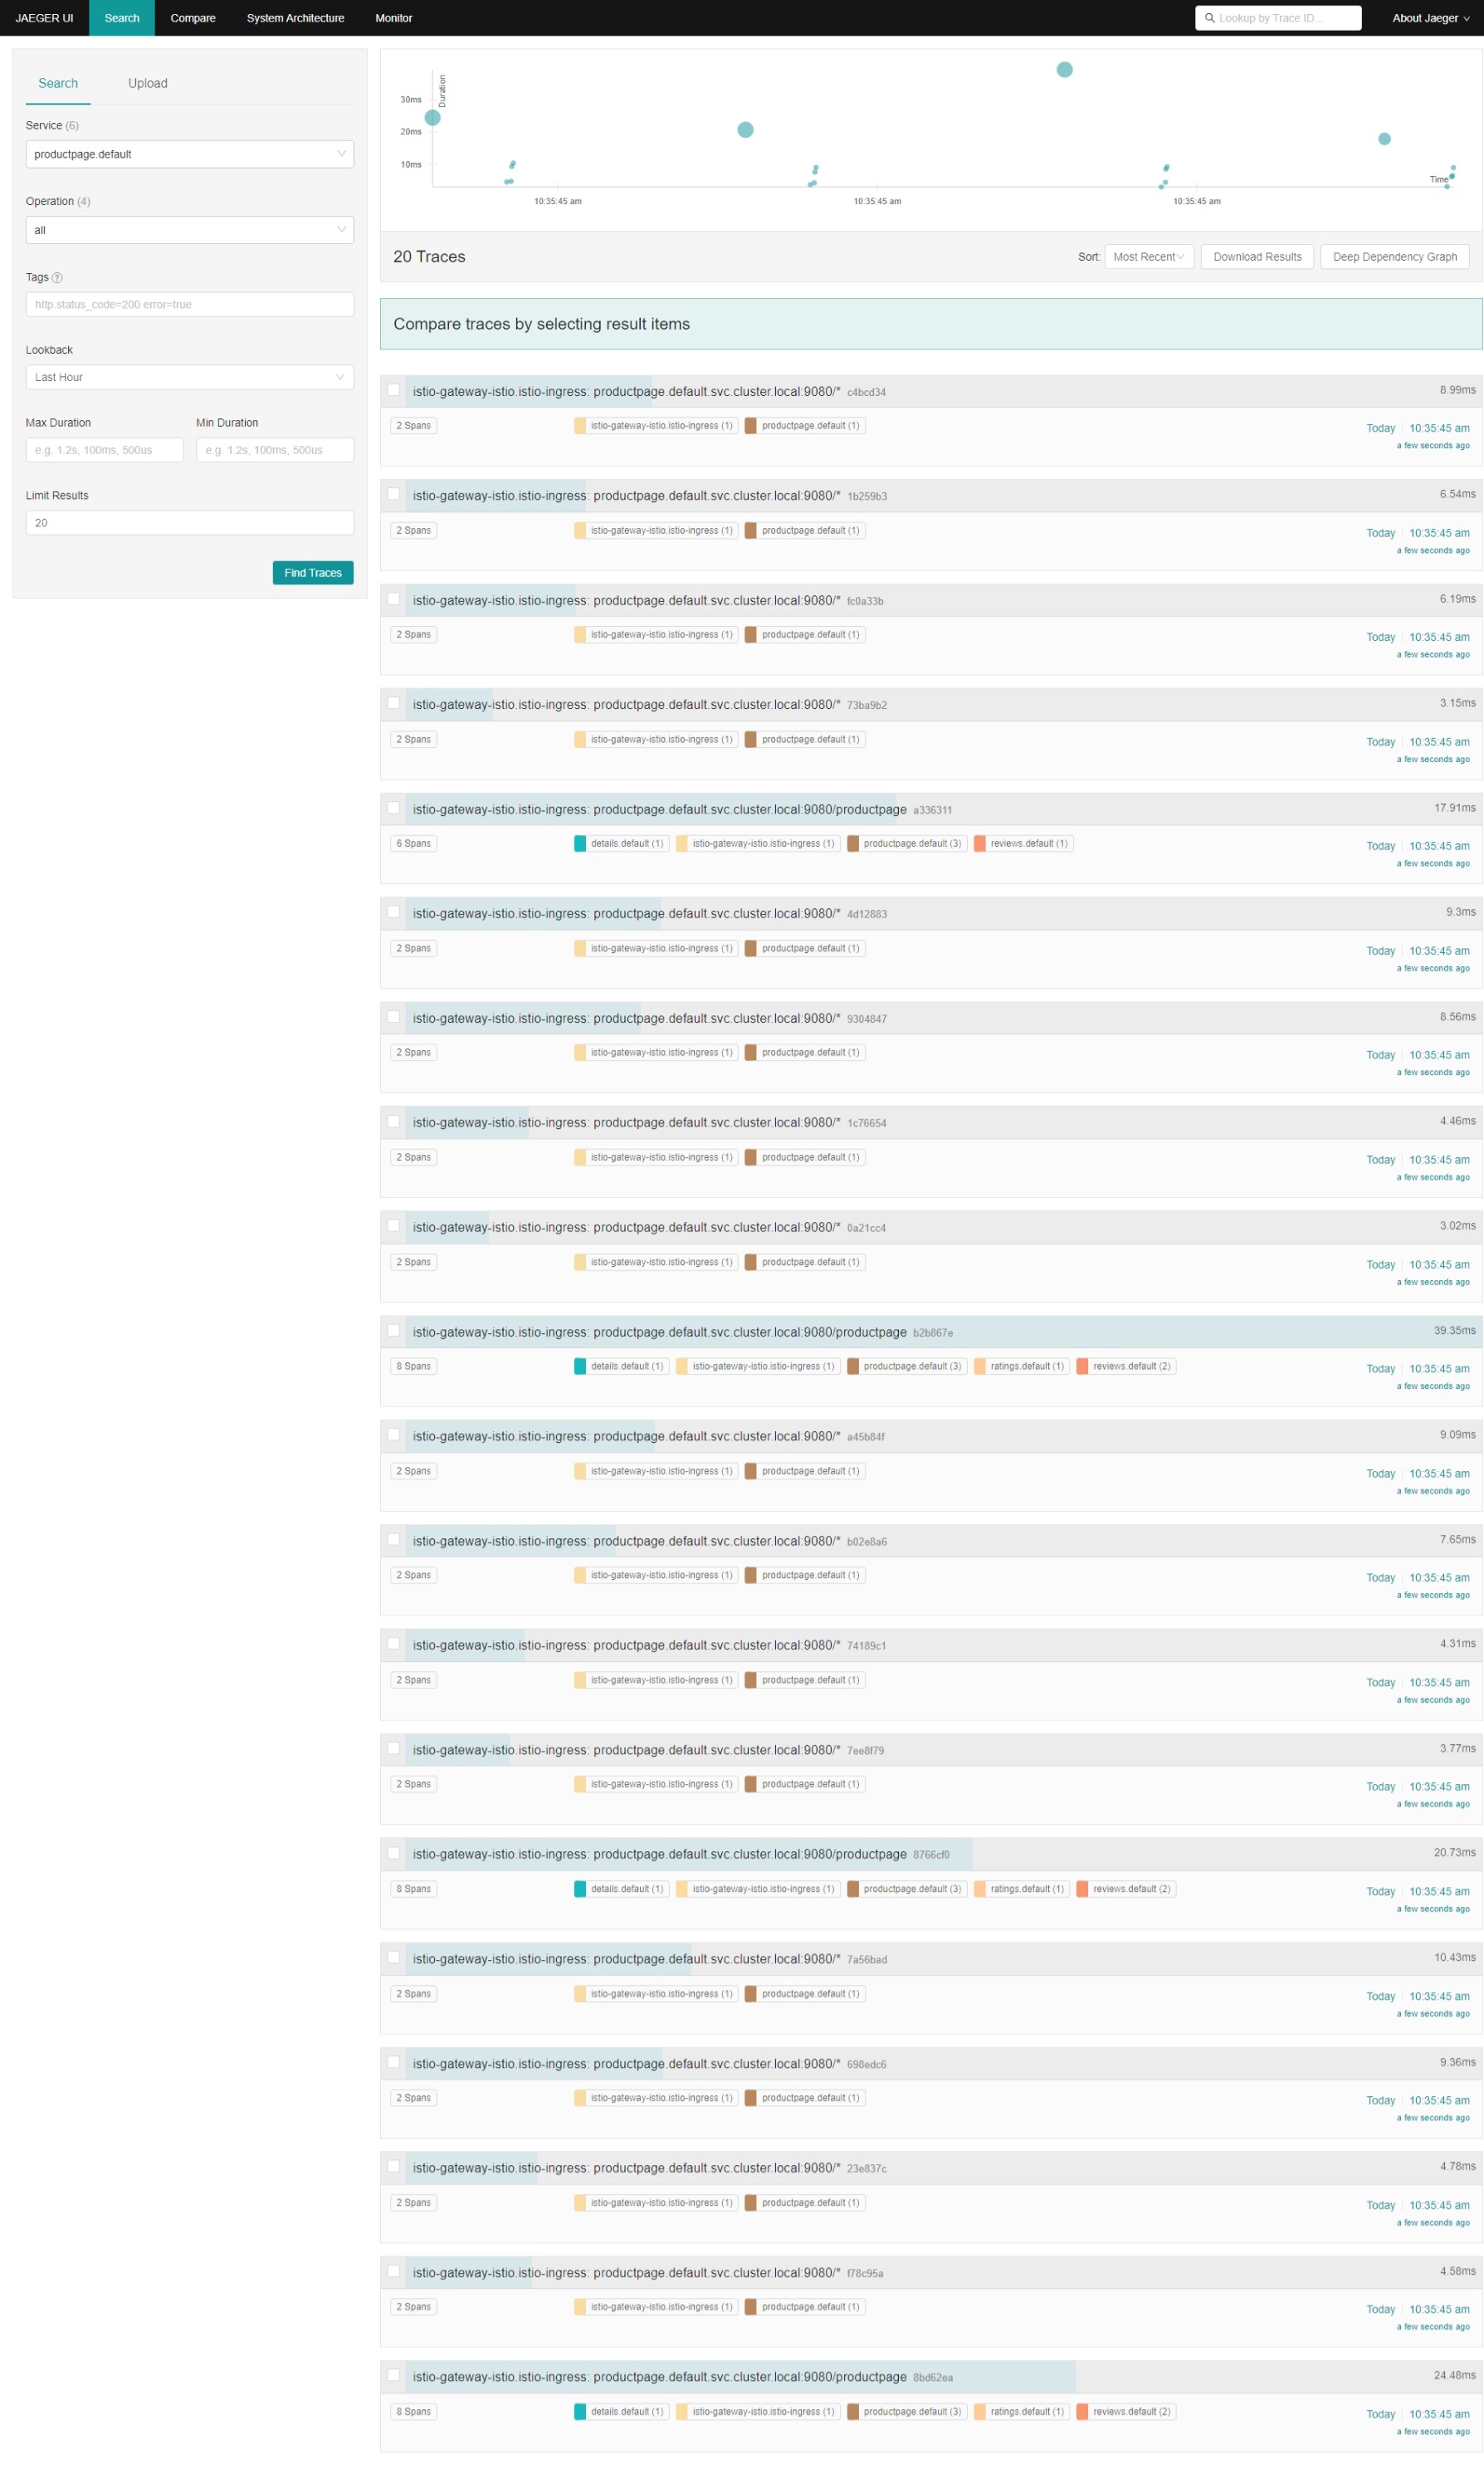 JAEGER UI Search Compare System Architecture Monitor Lookup by Trace ID... About Jaeger
Search Upload
Service (6)
productpage.default
Operation (4)
all
Tags
http.status_code=200 error=true
Lookback
Last Hour
Max Duration Min Duration
e.g. 1.2s, 100ms, 500us e.g. 1.2s, 100ms, 500us
Limit Results
20
Find Traces
Duration
30ms
20ms
10ms
Time
10:35:45 am 10:35:45 am 10:35:45 am
20 Traces Sort: Most Recent Download Results Deep Dependency Graph
Compare traces by selecting result items
istio-gateway-istio.istio-ingress: productpage.default.svc.cluster.local:9080/* c4bcd34 8.99ms
2 Spans istio-gateway-istio.istio-ingress (1) productpage.default (1) Today 10:35:45 am
a few seconds ago
istio-gateway-istio.istio-ingress: productpage.default.svc.cluster.local:9080/* 1b259b3 6.54ms
2 Spans istio-gateway-istio.istio-ingress (1) productpage.default (1) Today 10:35:45 am
a few seconds ago
istio-gateway-istio.istio-ingress: productpage.default.svc.cluster.local:9080/* fc0a33b 6.19ms
2 Spans istio-gateway-istio.istio-ingress (1) productpage.default (1) Today 10:35:45 am
a few seconds ago
istio-gateway-istio.istio-ingress: productpage.default.svc.cluster.local:9080/* 73ba9b2 3.15ms
2 Spans istio-gateway-istio.istio-ingress (1) productpage.default (1) Today 10:35:45 am
a few seconds ago
istio-gateway-istio.istio-ingress: productpage.default.svc.cluster.local:9080/productpage a336311 17.91ms
6 Spans details.default (1) istio-gateway-istio.istio-ingress (1) productpage.default (3) reviews.default (1) Today 10:35:45 am
a few seconds ago
istio-gateway-istio.istio-ingress: productpage.default.svc.cluster.local:9080/* 4d12883 9.3ms
2 Spans istio-gateway-istio.istio-ingress (1) productpage.default (1) Today 10:35:45 am
a few seconds ago
istio-gateway-istio.istio-ingress: productpage.default.svc.cluster.local:9080/* 9304847 8.56ms
2 Spans istio-gateway-istio.istio-ingress (1) productpage.default (1) Today 10:35:45 am
a few seconds ago
istio-gateway-istio.istio-ingress: productpage.default.svc.cluster.local:9080/* 1c76654 4.46ms
2 Spans istio-gateway-istio.istio-ingress (1) productpage.default (1) Today 10:35:45 am
a few seconds ago
istio-gateway-istio.istio-ingress: productpage.default.svc.cluster.local:9080/* 0a21cc4 3.02ms
2 Spans istio-gateway-istio.istio-ingress (1) productpage.default (1) Today 10:35:45 am
a few seconds ago
istio-gateway-istio.istio-ingress: productpage.default.svc.cluster.local:9080/productpage b2b867e 39.35ms
8 Spans details.default (1) istio-gateway-istio.istio-ingress (1) productpage.default (3) ratings.default (1) reviews.default (2) Today 10:35:45 am
a few seconds ago
istio-gateway-istio.istio-ingress: productpage.default.svc.cluster.local:9080/* a45b84f 9.09ms
2 Spans istio-gateway-istio.istio-ingress (1) productpage.default (1) Today 10:35:45 am
a few seconds ago
istio-gateway-istio.istio-ingress: productpage.default.svc.cluster.local:9080/* b02e8a6 7.65ms
2 Spans istio-gateway-istio.istio-ingress (1) productpage.default (1) Today 10:35:45 am
a few seconds ago
istio-gateway-istio.istio-ingress: productpage.default.svc.cluster.local:9080/* 74189c1 4.31ms
2 Spans istio-gateway-istio.istio-ingress (1) productpage.default (1) Today 10:35:45 am
a few seconds ago
istio-gateway-istio.istio-ingress: productpage.default.svc.cluster.local:9080/* 7ee8f79 3.77ms
2 Spans istio-gateway-istio.istio-ingress (1) productpage.default (1) Today 10:35:45 am
a few seconds ago
istio-gateway-istio.istio-ingress: productpage.default.svc.cluster.local:9080/productpage 8766cf0 20.73ms
8 Spans details.default (1) istio-gateway-istio.istio-ingress (1) productpage.default (3) ratings.default (1) reviews.default (2) Today 10:35:45 am
a few seconds ago
istio-gateway-istio.istio-ingress: productpage.default.svc.cluster.local:9080/* 7a56bad 10.43ms
2 Spans istio-gateway-istio.istio-ingress (1) productpage.default (1) Today 10:35:45 am
a few seconds ago
istio-gateway-istio.istio-ingress: productpage.default.svc.cluster.local:9080/* 698edc6 9.36ms
2 Spans istio-gateway-istio.istio-ingress (1) productpage.default (1) Today 10:35:45 am
a few seconds ago
istio-gateway-istio.istio-ingress: productpage.default.svc.cluster.local:9080/* 23e837c 4.78ms
2 Spans istio-gateway-istio.istio-ingress (1) productpage.default (1) Today 10:35:45 am
a few seconds ago
istio-gateway-istio.istio-ingress: productpage.default.svc.cluster.local:9080/* f78c95a 4.58ms
2 Spans istio-gateway-istio.istio-ingress (1) productpage.default (1) Today 10:35:45 am
a few seconds ago
istio-gateway-istio.istio-ingress: productpage.default.svc.cluster.local:9080/productpage 8bd62ea 24.48ms
8 Spans details.default (1) istio-gateway-istio.istio-ingress (1) productpage.default (3) ratings.default (1) reviews.default (2) Today 10:35:45 am
a few seconds ago